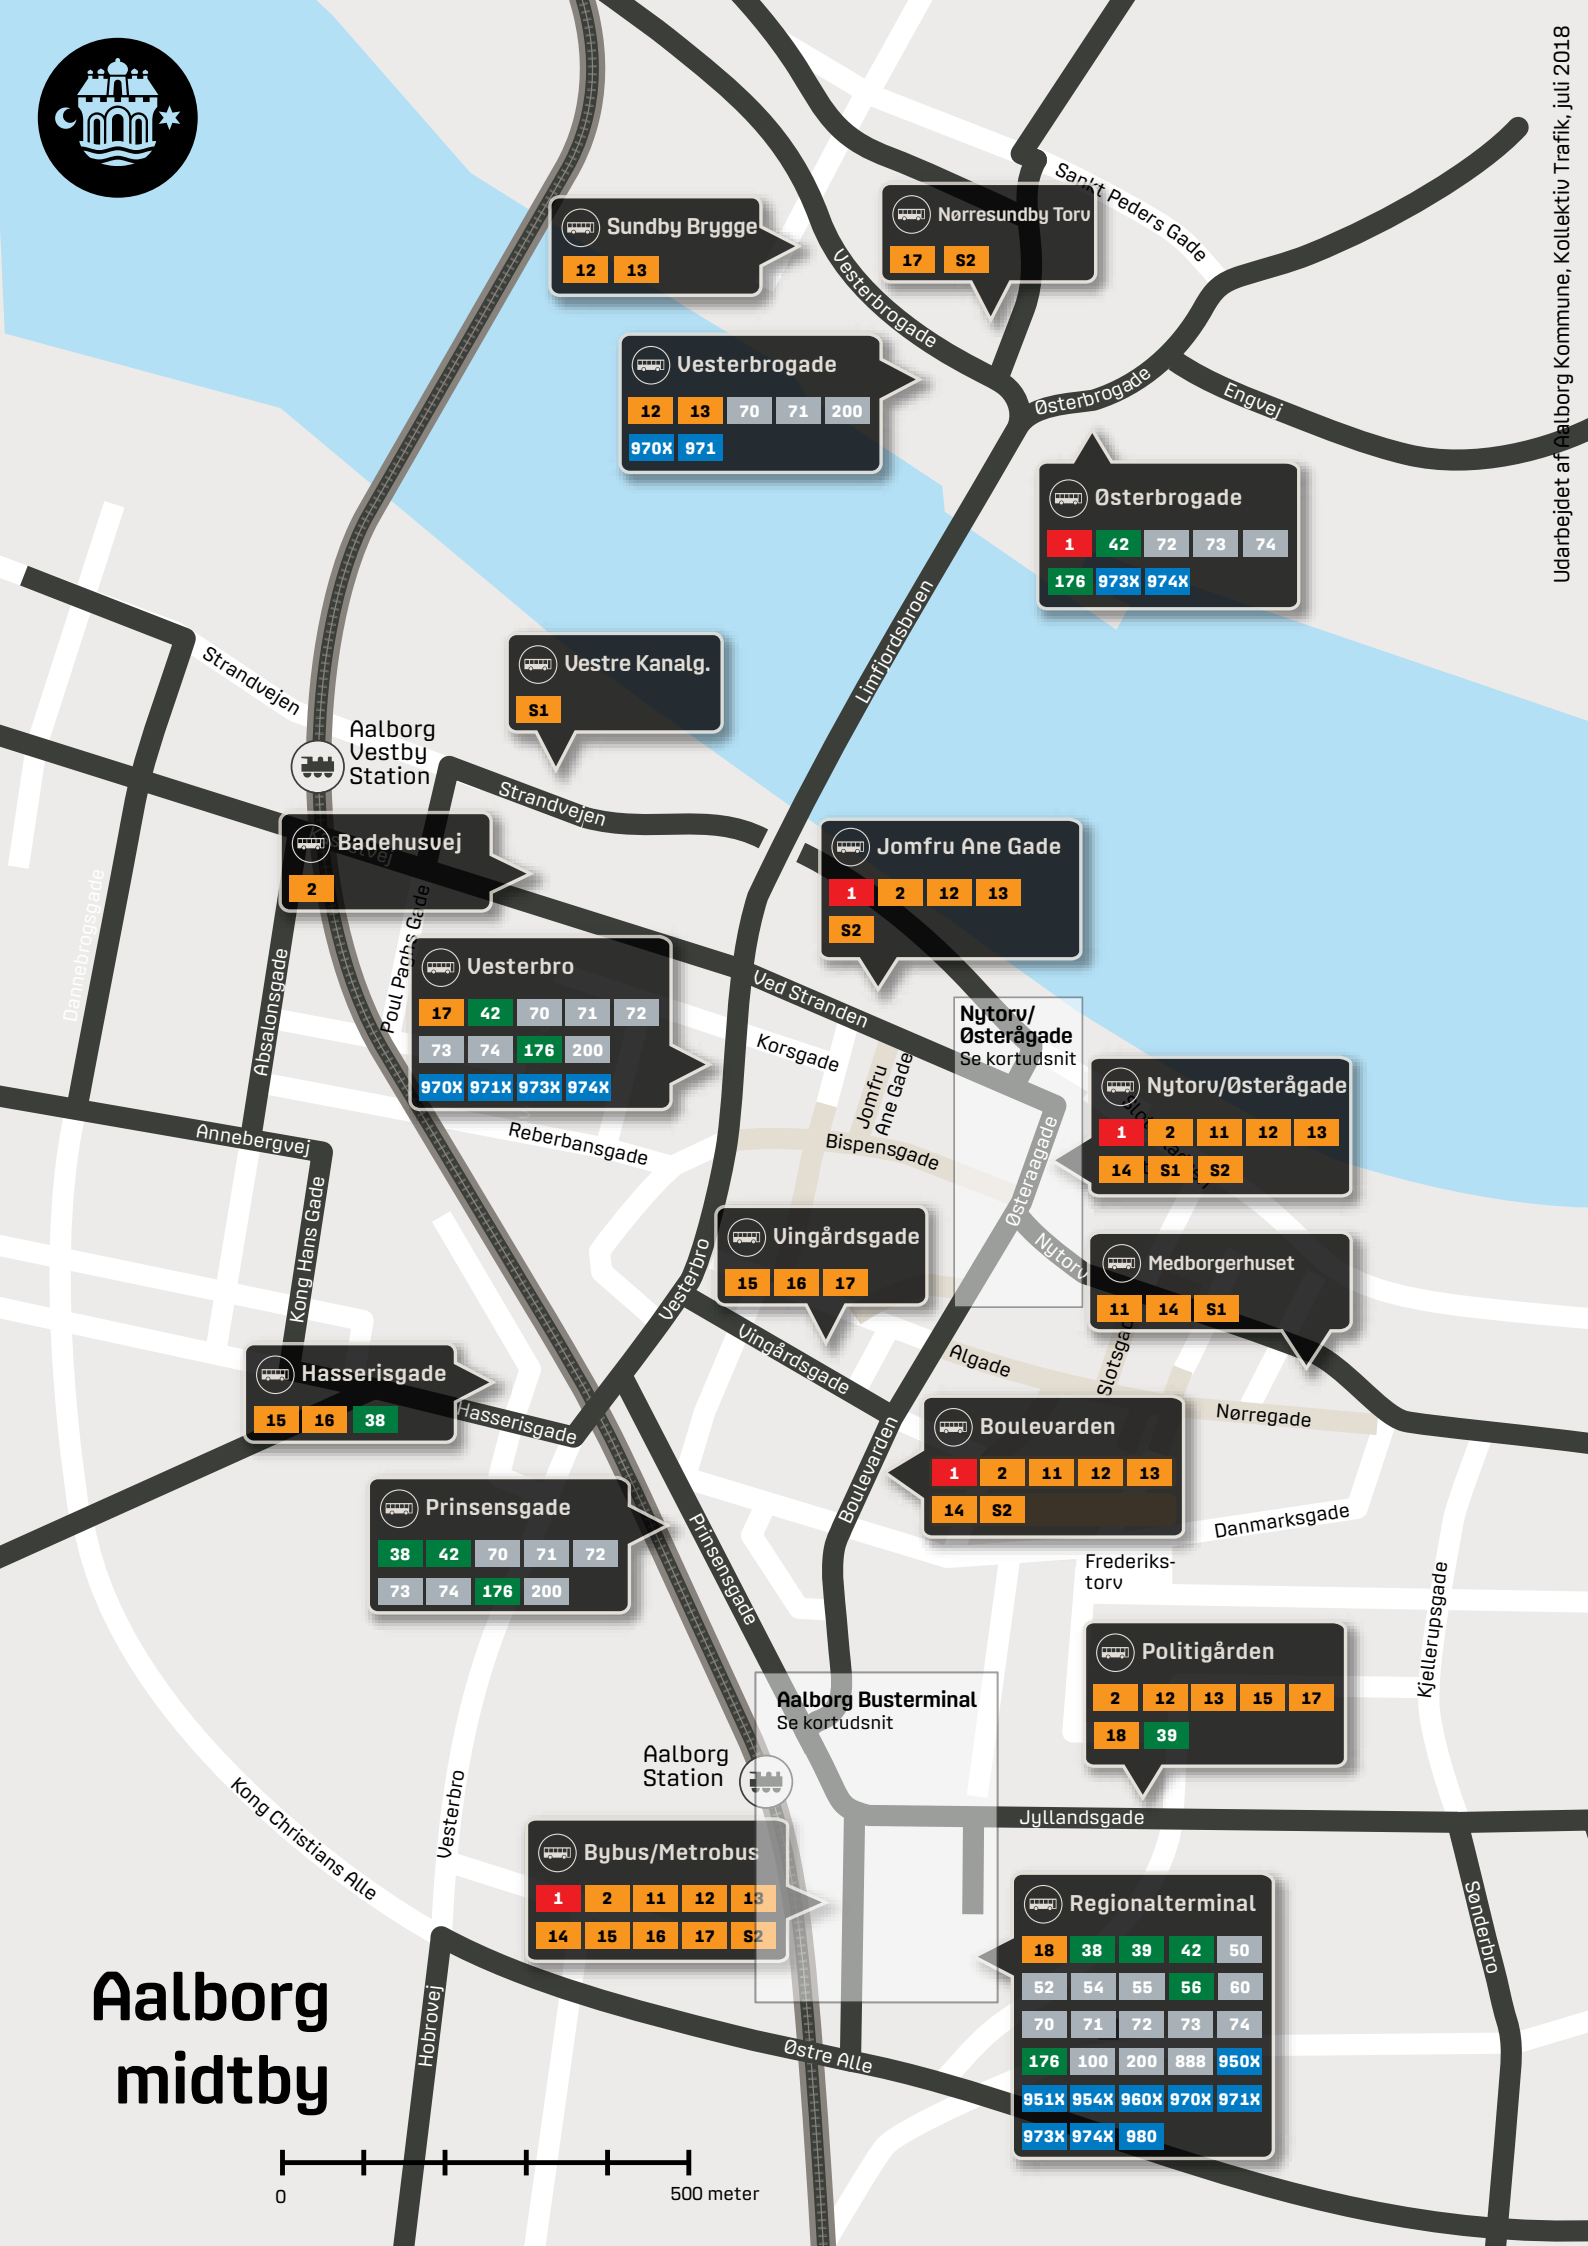 Udarbejdet af Aalborg Kommune, Kollektiv Trafik, juli 2018
Sankt Peders Gade
Sundby Brygge
12 13
Nørresundby Torv
17 S2
Vesterbrogade
Vesterbrogade
12 13 70 71 200
970X 971
Østerbrogade
Engvej
Østerbrogade
1 42 72 73 74
176 973X 974X
Limfjordsbroen
Strandvejen
Vestre Kanalg.
S1
Aalborg
Vestby
Station
Strandvejen
Badehusvej
2
Jomfru Ane Gade
1 2 12 13
S2
Dannebrogsgade
Absalonsgade
Poul Paghs Gade
Vesterbro
17 42 70 71 72
73 74 176 200
970X 971X 973X 974X
Ved Stranden
Korsgade
Jomfru
Ane Gade
Nytorv/
Østerågade
Se kortudsnit
Nytorv/Østerågade
1 2 11 12 13
14 S1 S2
Annebergvej
Reberbansgade
Bispensgade
Østeraagade
Kong Hans Gade
Vesterbro
Vingårdsgade
15 16 17
Nytorv
Medborgerhuset
11 14 S1
Vingårdsgade
Algade
Hasserisgade
15 16 38
Hasserisgade
Boulevarden
Boulevarden
1 2 11 12 13
14 S2
Nørregade
Prinsensgade
38 42 70 71 72
73 74 176 200
Prinsensgade
Danmarksgade
Frederiks-
torv
Kjellerupsgade
Politigården
2 12 13 15 17
18 39
Aalborg Busterminal
Se kortudsnit
Aalborg
Station
Jyllandsgade
Kong Christians Alle
Vesterbro
Bybus/Metrobus
1 2 11 12 13
14 15 16 17 S2
Regionalterminal
18 38 39 42 50
52 54 55 56 60
70 71 72 73 74
176 100 200 888 950X
951X 954X 960X 970X 971X
973X 974X 980
Sønderbro
Hobrovej
Østre Alle
Aalborg
midtby
0 500 meter